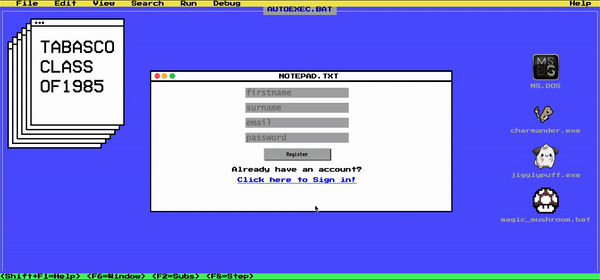 File Edit View Search Run Debug Help
AUTOEXEC.BAT
TABASCO
CLASS
OF1985
NOTEPAD.TXT
firstname
surname
email
password
Register
Already have an account?
Click here to Sign in!
MS
DOS
MS.DOS
charmander.exe
jigglypuff.exe
magic_mushroom.bat
<Shift+F1=Help> <F6=Window> <F2=Subs> <F8=Step>